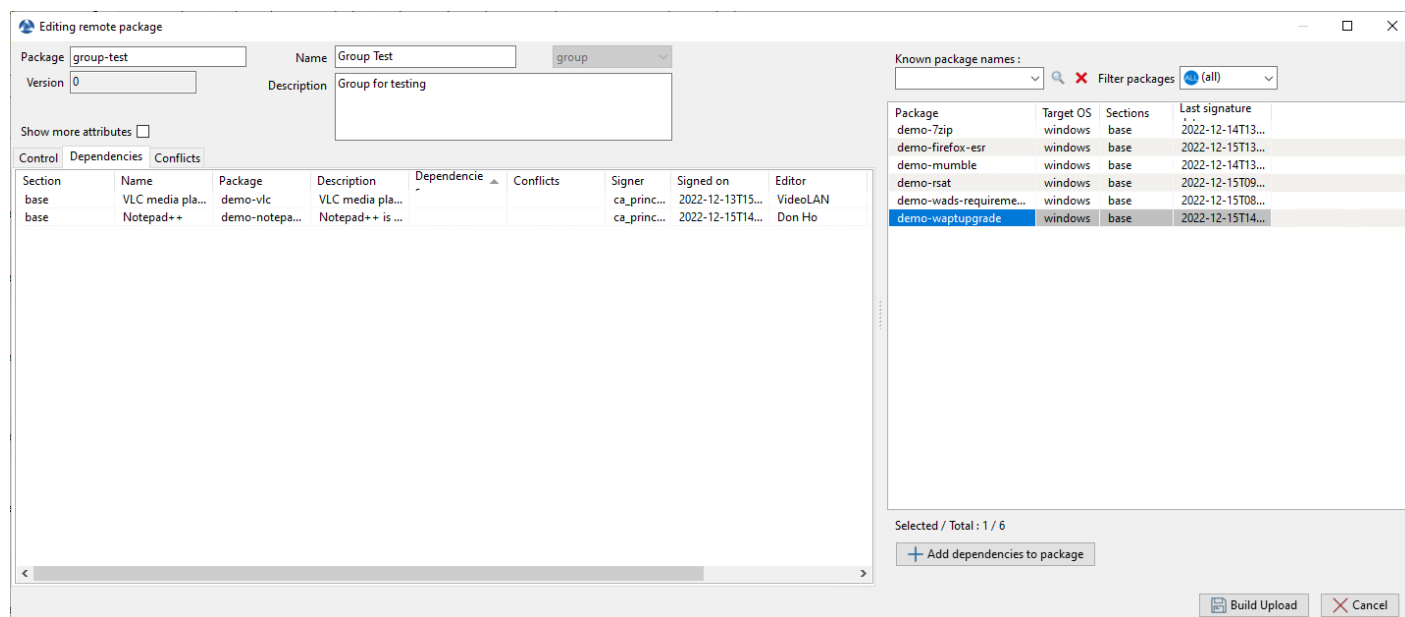 Editing remote package
Package group-test Name Group Test group
Version 0 Description Group for testing
Show more attributes
Control Dependencies Conflicts
Section Name Package Description Dependencie Conflicts Signer Signed on Editor
base VLC media pla... demo-vlc VLC media pla... ca_princ... 2022-12-13T15... VideoLAN
base Notepad++ demo-notepa... Notepad++ is ... ca_princ... 2022-12-15T14... Don Ho
Known package names :
Filter packages ALL (all)
Package Target OS Sections Last signature
demo-7zip windows base 2022-12-14T13...
demo-firefox-esr windows base 2022-12-15T13...
demo-mumble windows base 2022-12-14T13...
demo-rsat windows base 2022-12-15T09...
demo-wads-requireme... windows base 2022-12-15T08...
demo-waptupgrade windows base 2022-12-15T14...
Selected / Total : 1 / 6
Add dependencies to package
Build Upload Cancel